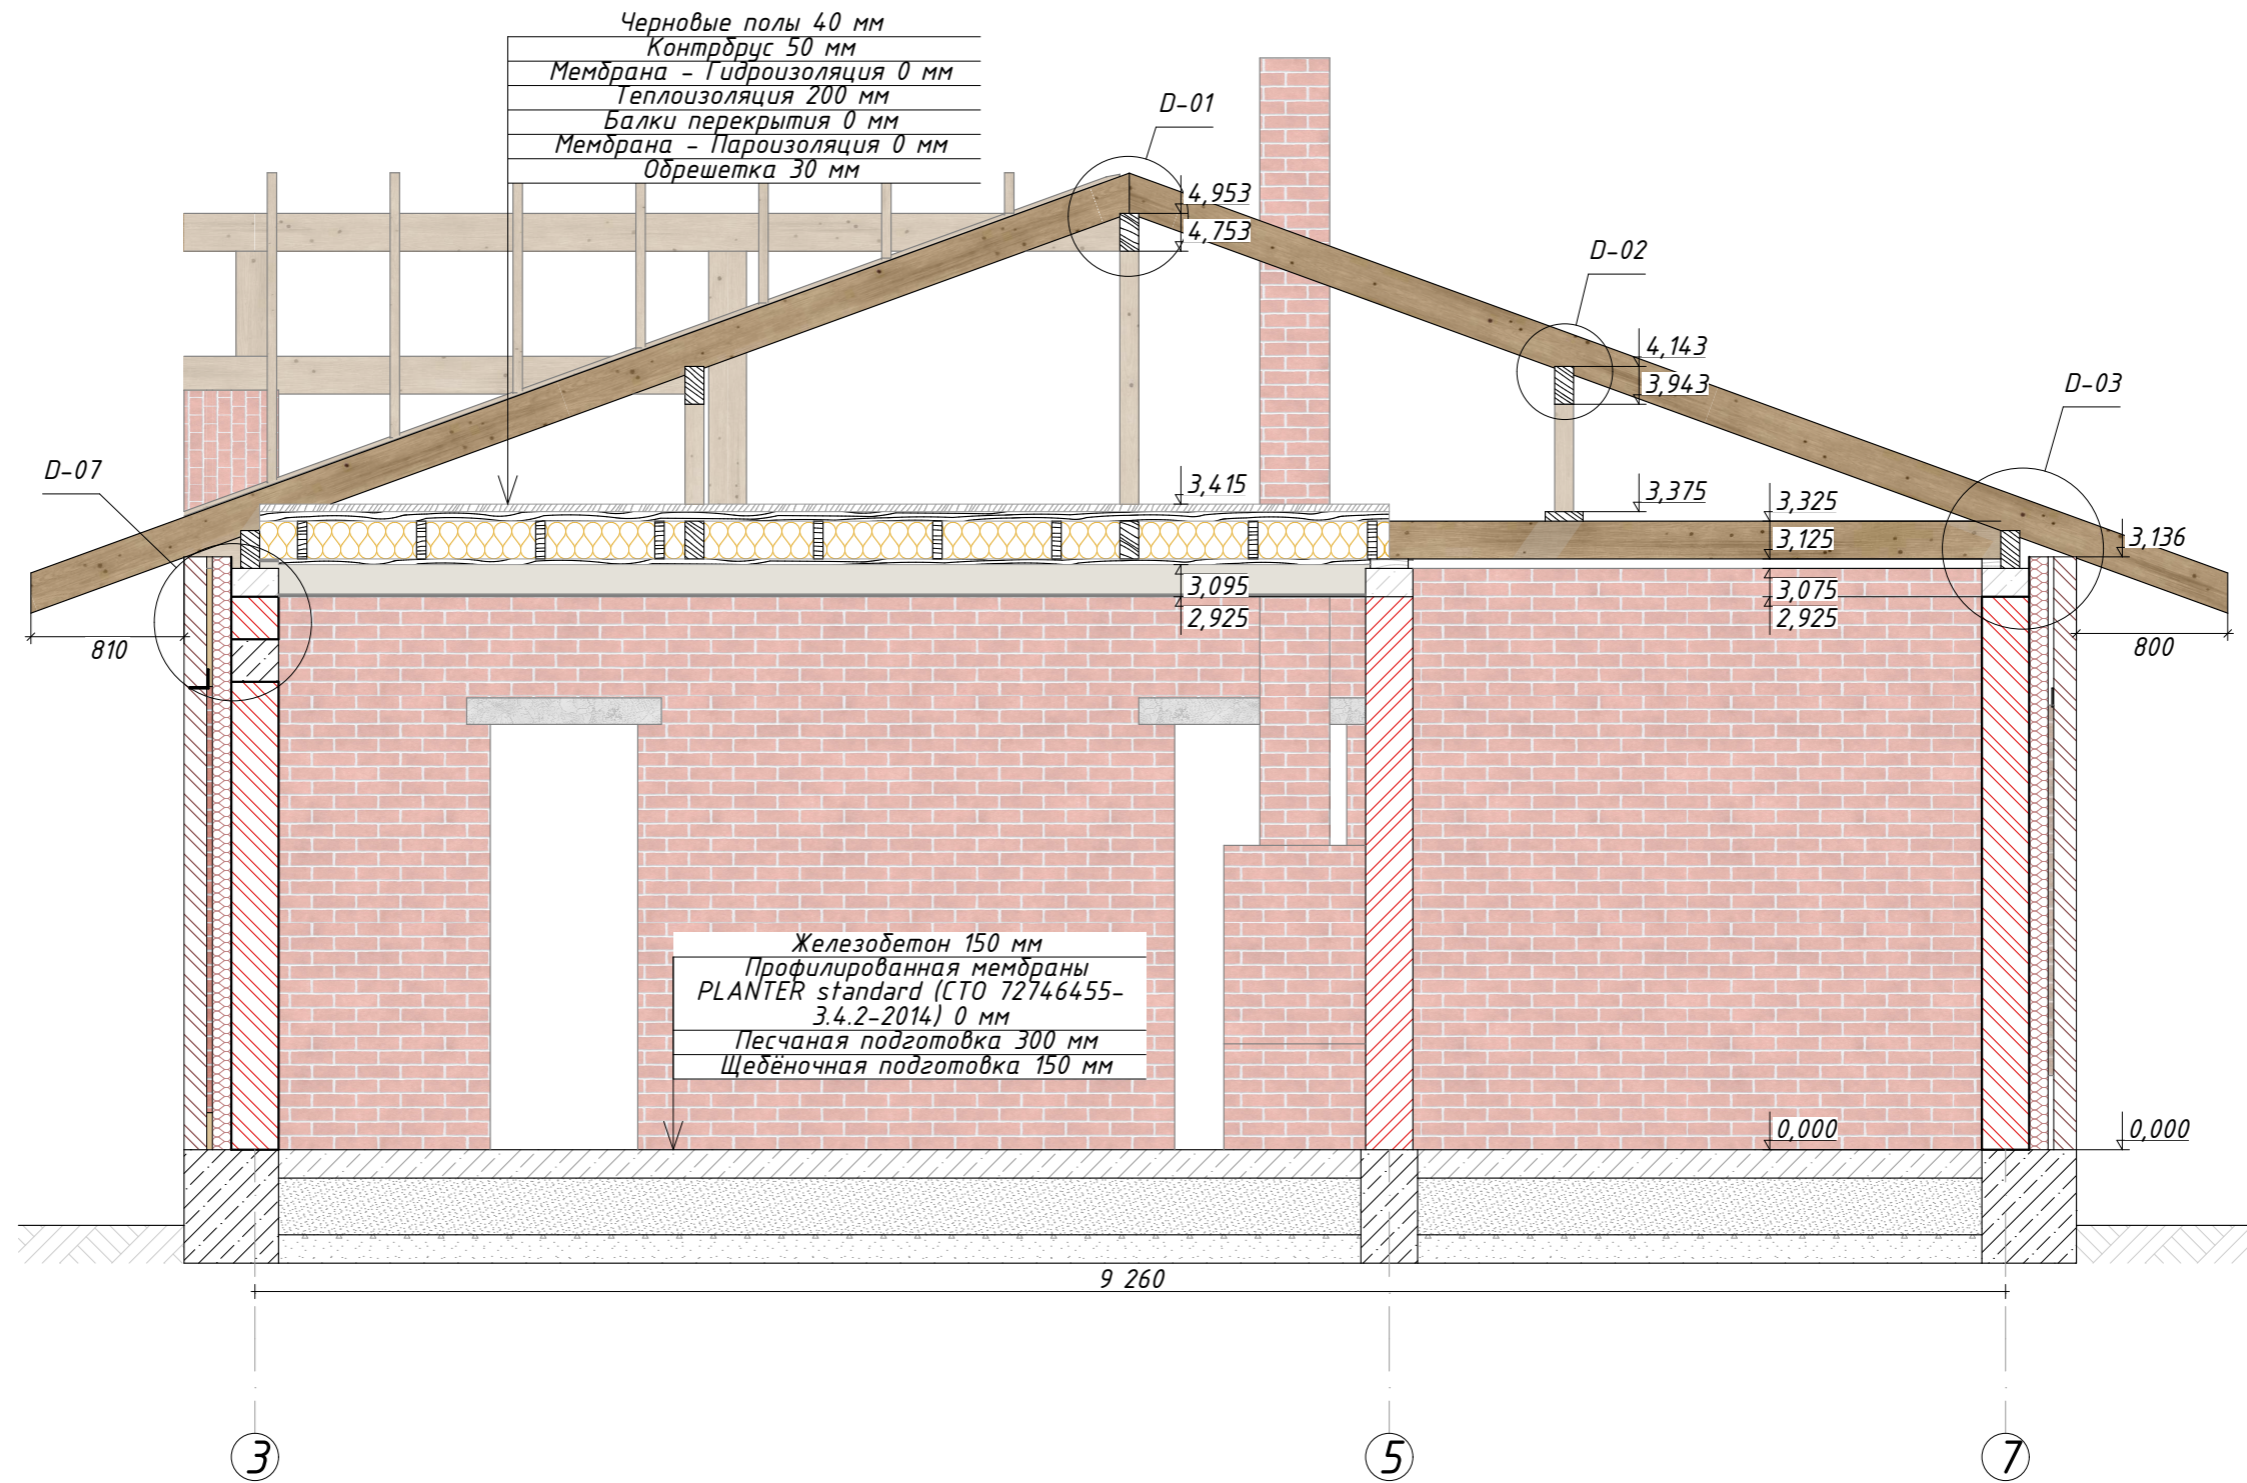 Черновые полы 40 мм
Контрбрус 50 мм
Мембрана - Гидроизоляция 0 мм
Теплоизоляция 200 мм
Балки перекрытия 0 мм
Мембрана - Пароизоляция 0 мм
Обрешетка 30 мм
D-01
4,953
4,753
D-02
4,143
3,943
D-03
D-07
3,415
3,375
3,325
3,125
3,136
3,095
2,925
3,075
2,925
810
800
Железобетон 150 мм
Профилированная мембраны
PLANTER standard (СТО 72746455-
3.4.2-2014) 0 мм
Песчаная подготовка 300 мм
Щебёночная подготовка 150 мм
0,000
0,000
9 260
3
5
7